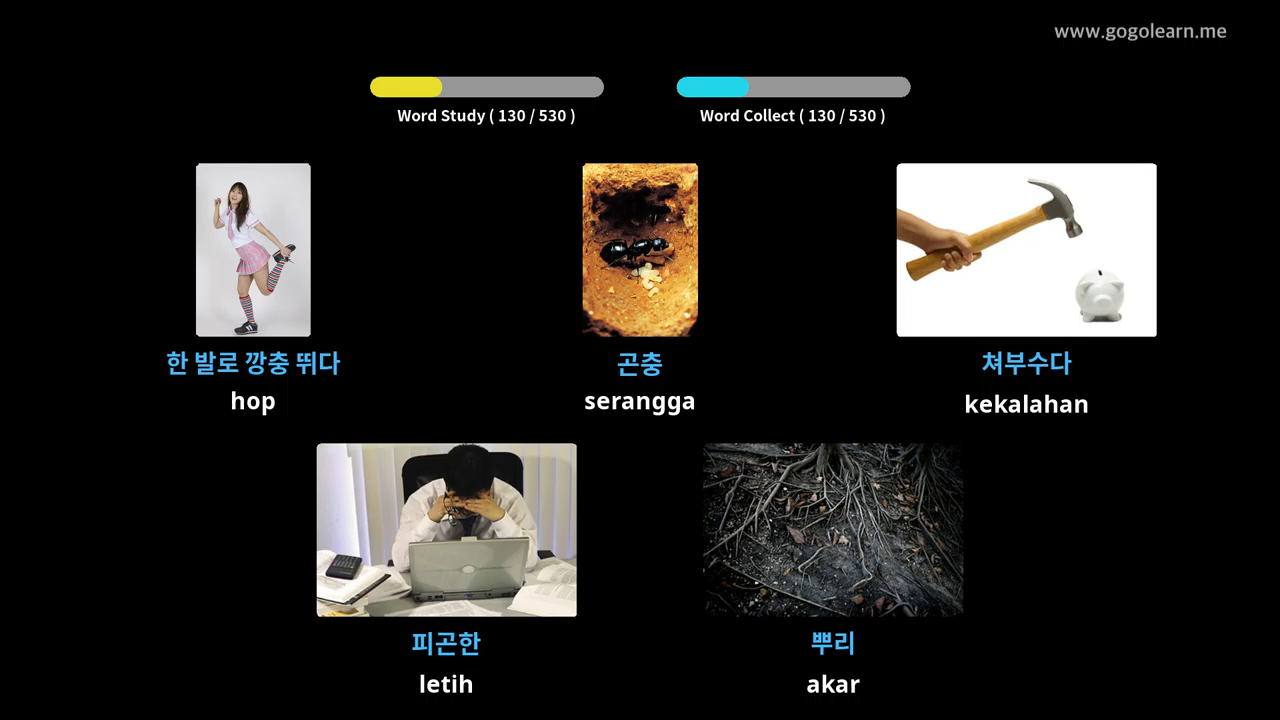 www.gogolearn.me
Word Study ( 130 / 530 )
Word Collect ( 130 / 530 )
한 발로 깡충 뛰다
hop
곤충
serangga
쳐부수다
kekalahan
피곤한
letih
뿌리
akar